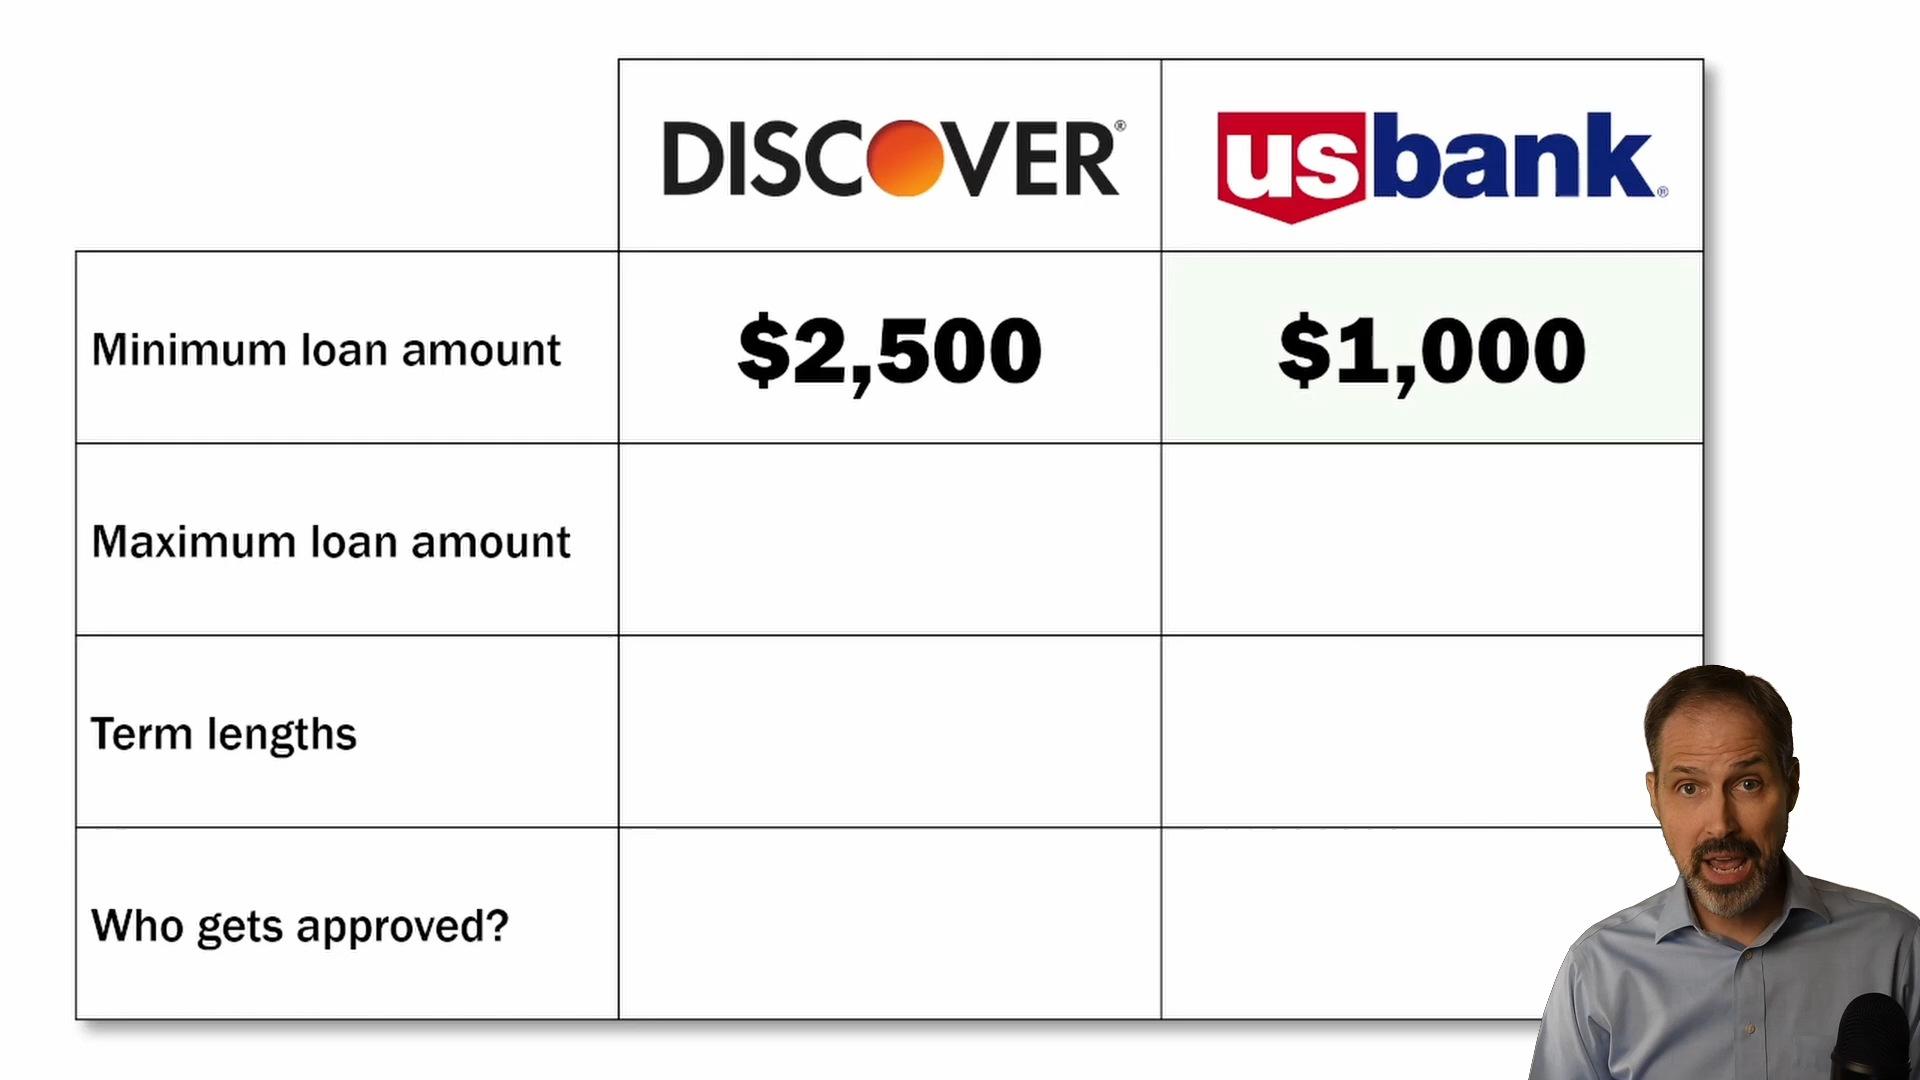 DISCOVER®
usbank®
Minimum loan amount
$2,500
$1,000
Maximum loan amount
Term lengths
Who gets approved?